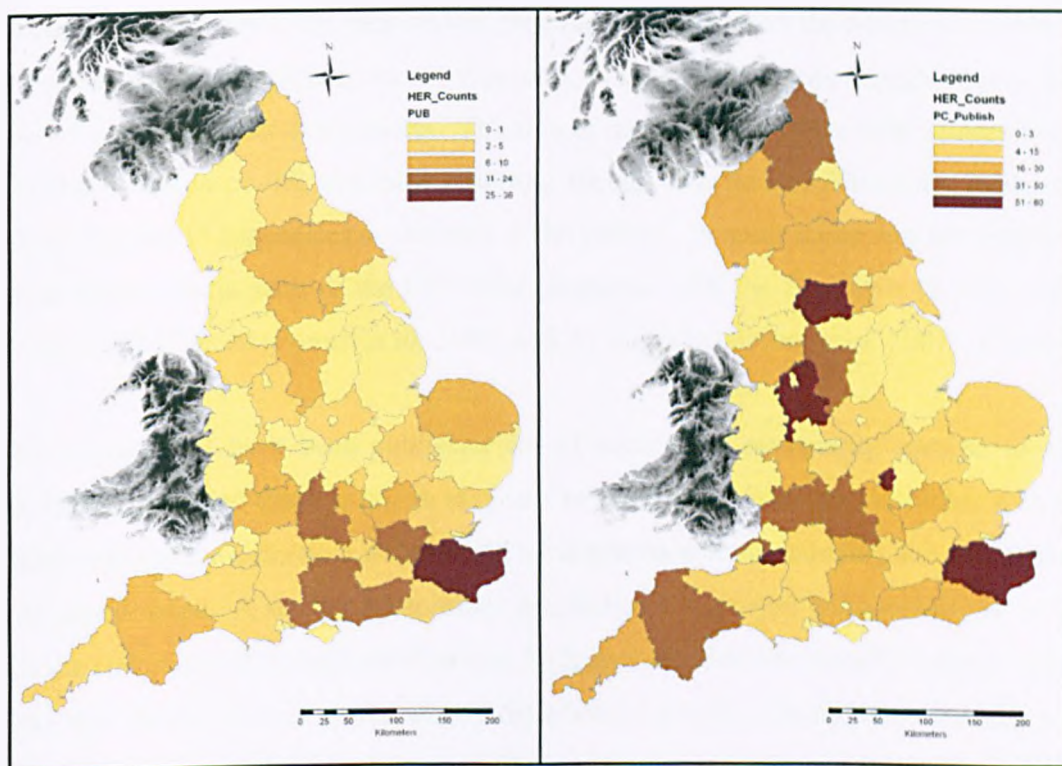 N
Legend
HER_Counts
PUB
0 - 1
2 - 5
6 - 10
11 - 24
25 - 36
0 25 50 100 150 200
Kilometers
N
Legend
HER_Counts
PC_Publish
0 - 3
4 - 15
16 - 30
31 - 50
51 - 60
0 25 50 100 150 200
Kilometers